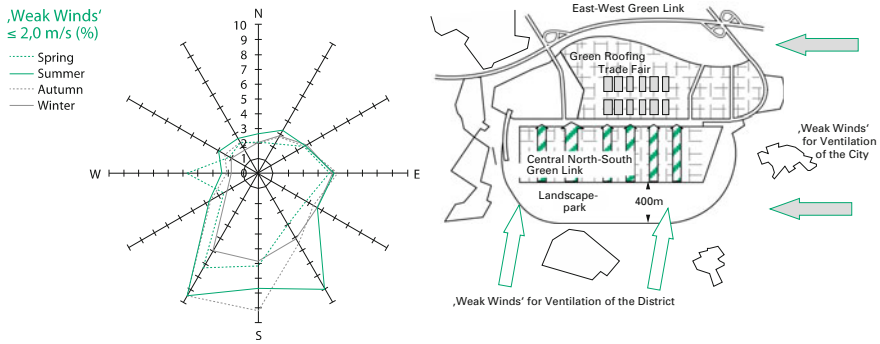 ‚Weak Winds‘
≤ 2,0 m/s (%)
Spring
Summer
Autumn
Winter
N
10
9
8
7
6
5
4
3
2
1
0
W
E
S
East-West Green Link
Green Roofing
Trade Fair
Central North-South
Green Link
Landscape-
park
400m
‚Weak Winds‘
for Ventilation
of the City
‚Weak Winds‘ for Ventilation of the District